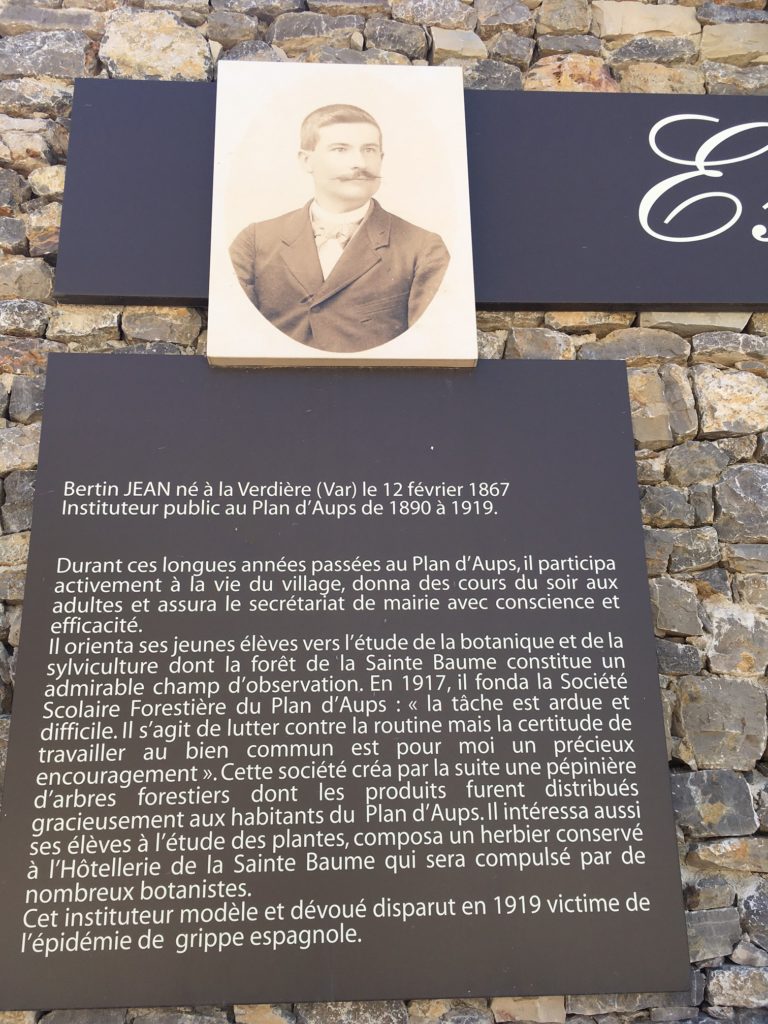 Bertin JEAN né à la Verdière (Var) le 12 février 1867
Instituteur public au Plan d'Aups de 1890 à 1919.
Durant ces longues années passées au Plan d'Aups, il participa
activement à la vie du village, donna des cours du soir aux
adultes et assura le secrétariat de mairie avec conscience et
efficacité.
Il orienta ses jeunes élèves vers l'étude de la botanique et de la
sylviculture dont la forêt de la Sainte Baume constitue un
admirable champ d'observation. En 1917, il fonda la Société
Scolaire Forestière du Plan d'Aups : « la tâche est ardue et
difficile. Il s'agit de lutter contre la routine mais la certitude de
travailler au bien commun est pour moi un précieux
encouragement ». Cette société créa par la suite une pépinière
d'arbres forestiers dont les produits furent distribués
gracieusement aux habitants du Plan d'Aups. Il intéressa aussi
ses élèves à l'étude des plantes, composa un herbier conservé
à l'Hôtellerie de la Sainte Baume qui sera compulsé par de
nombreux botanistes.
Cet instituteur modèle et dévoué disparut en 1919 victime de
l'épidémie de grippe espagnole.